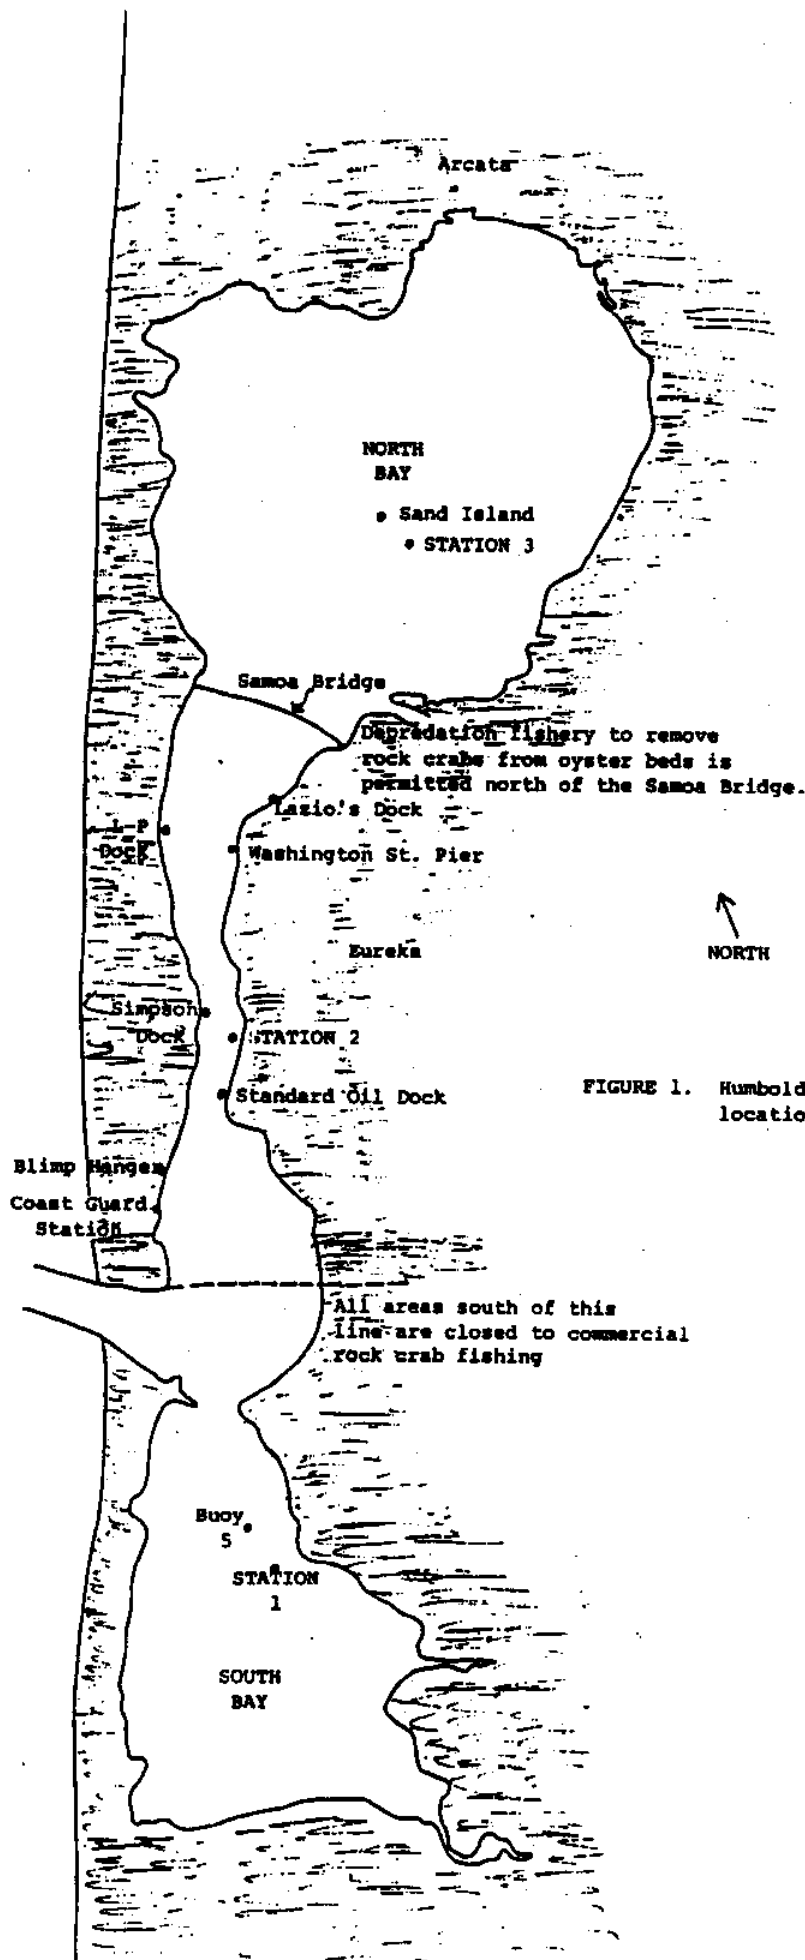 Arcata
NORTH
BAY
Sand Island
STATION 3
Samoa Bridge
Depredation fishery to remove
rock crabs from oyster beds is
permitted north of the Samoa Bridge.
Lazio's Dock
L-P
Dock
Washington St. Pier
Eureka
NORTH
Simpson
Dock
STATION 2
FIGURE 1. Humbold
locatio
Standard Oil Dock
Blimp Hanger
Coast Guard
Station
All areas south of this
line are closed to commercial
rock crab fishing
Buoy
5
STATION
1
SOUTH
BAY